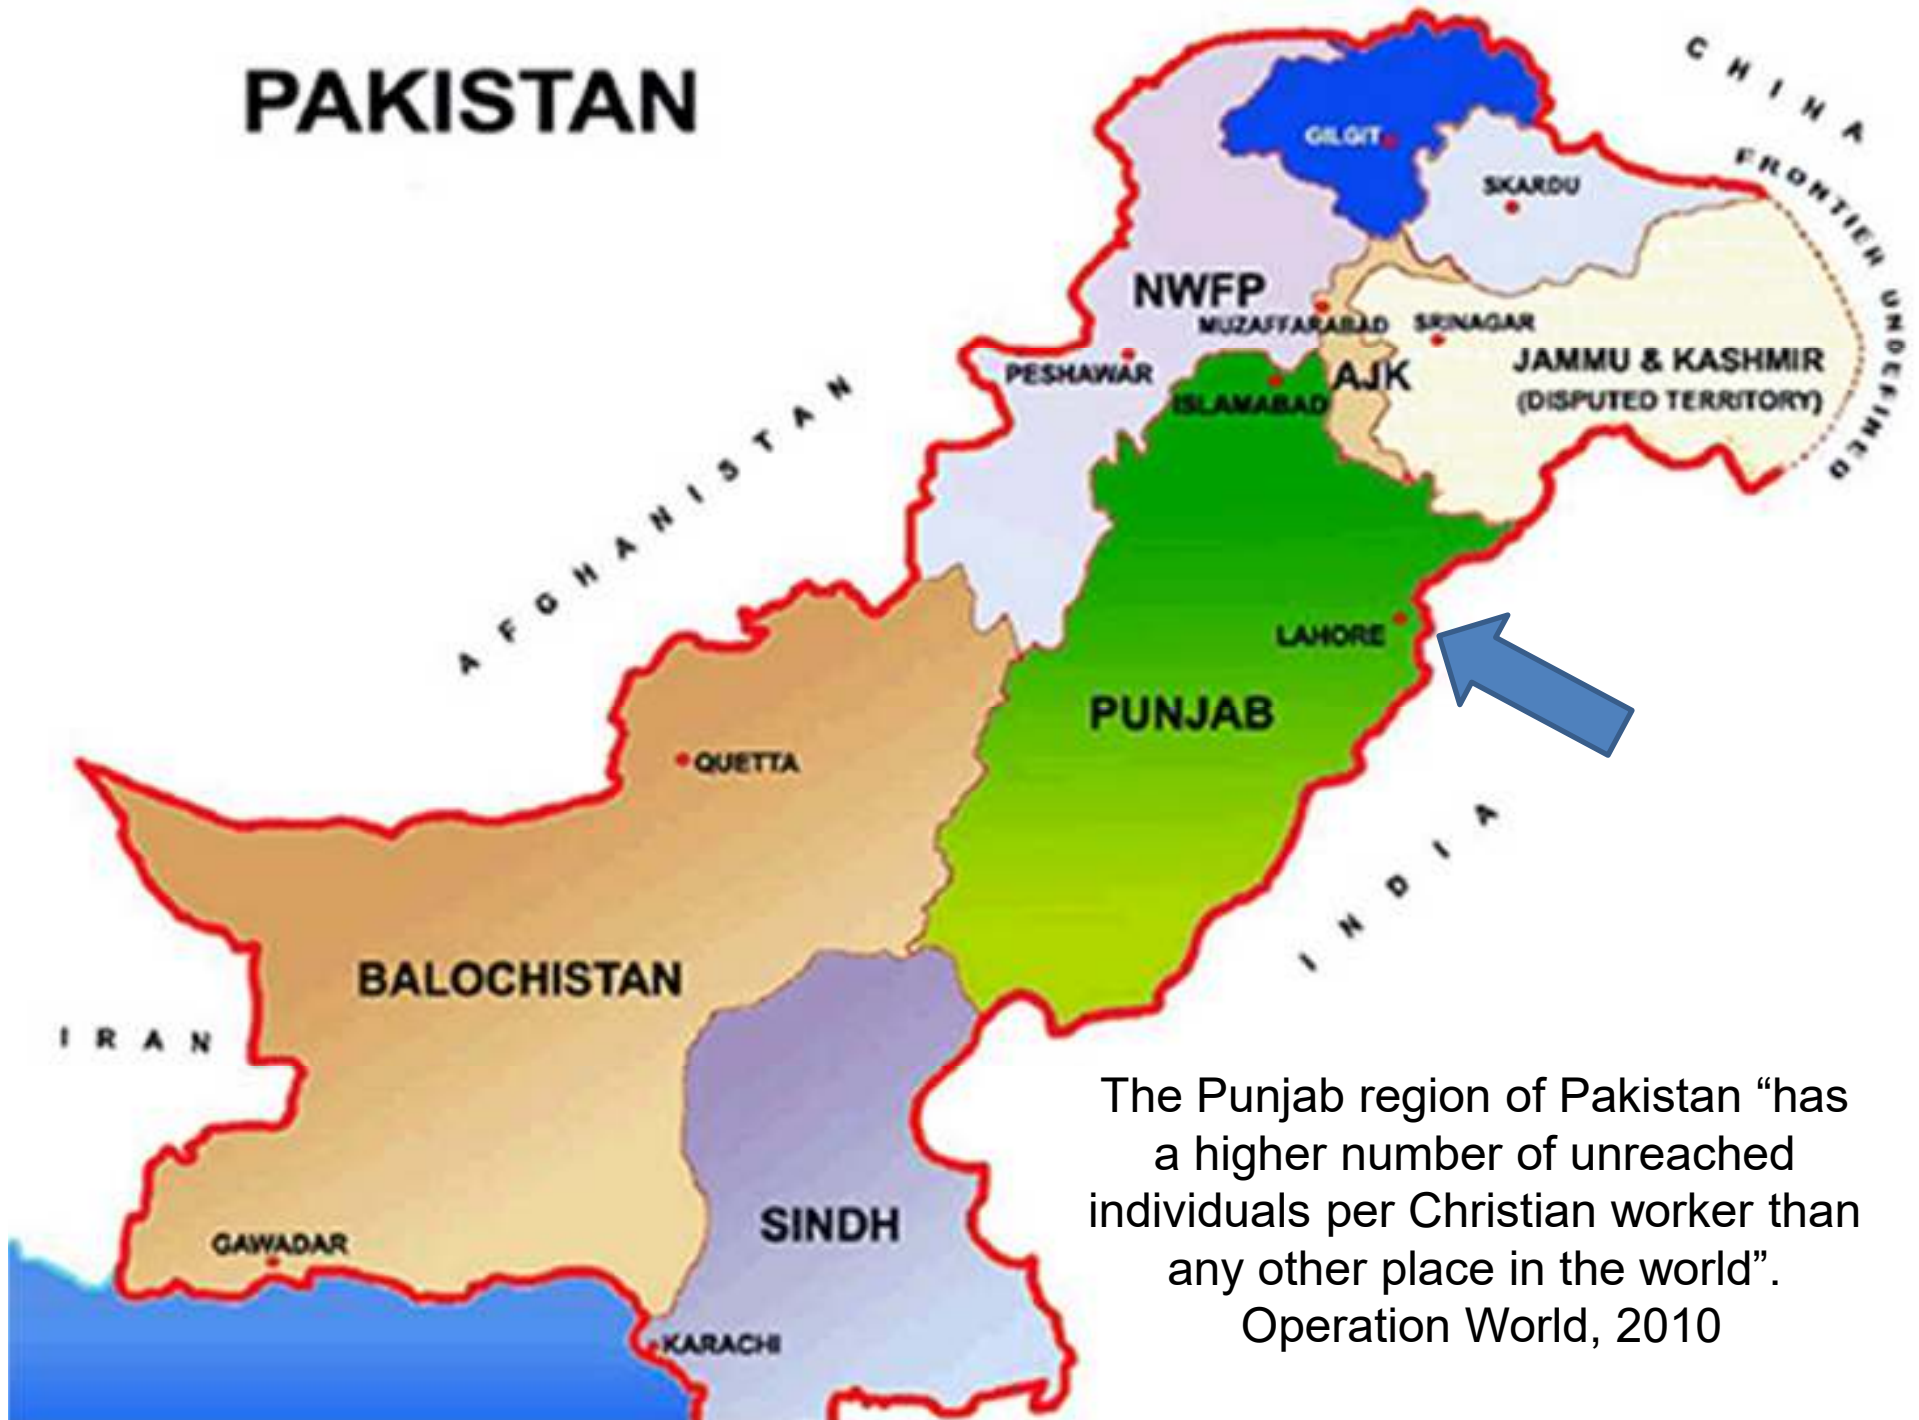 PAKISTAN
CHINA
FRONTIER UNDEFINED
GILGIT
SKARDU
NWFP
MUZAFFARABAD
SRINAGAR
JAMMU & KASHMIR
(DISPUTED TERRITORY)
PESHAWAR
AJK
ISLAMABAD
AFGHANISTAN
LAHORE
PUNJAB
QUETTA
INDIA
BALOCHISTAN
IRAN
SINDH
GAWADAR
KARACHI
The Punjab region of Pakistan “has
a higher number of unreached
individuals per Christian worker than
any other place in the world”.
Operation World, 2010